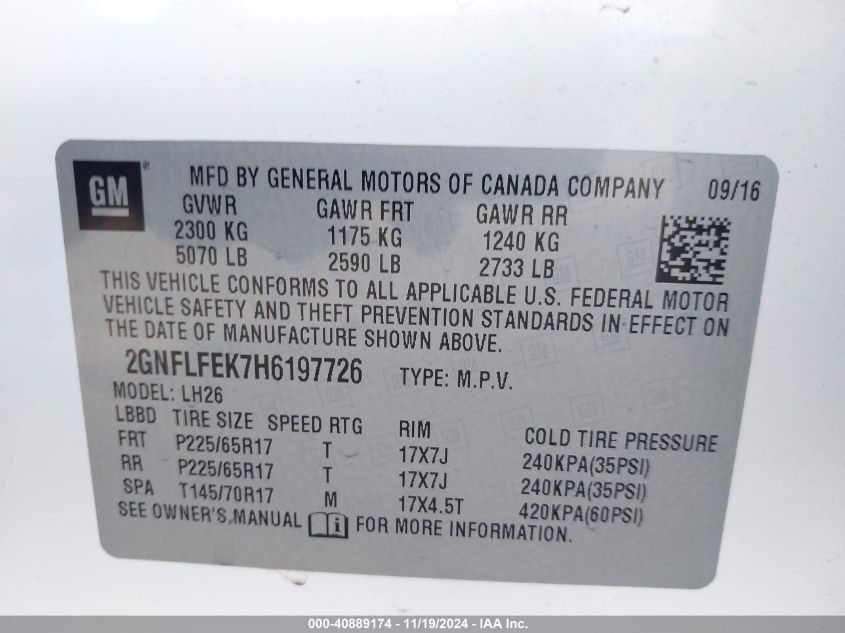 GM ® MFD BY GENERAL MOTORS OF CANADA COMPANY 09/16
GVWR GAWR FRT GAWR RR
2300 KG 1175 KG 1240 KG
5070 LB 2590 LB 2733 LB
THIS VEHICLE CONFORMS TO ALL APPLICABLE U.S. FEDERAL MOTOR
VEHICLE SAFETY AND THEFT PREVENTION STANDARDS IN EFFECT ON
THE DATE OF MANUFACTURE SHOWN ABOVE.
2GNFLFEK7H6197726 TYPE: M.P.V.
MODEL: LH26
LBBD TIRE SIZE SPEED RTG RIM COLD TIRE PRESSURE
FRT P225/65R17 T 17X7J 240KPA(35PSI)
RR P225/65R17 T 17X7J 240KPA(35PSI)
SPA T145/70R17 M 17X4.5T 420KPA(60PSI)
SEE OWNER'S MANUAL i FOR MORE INFORMATION.
000-40889174 - 11/19/2024 - IAA Inc.